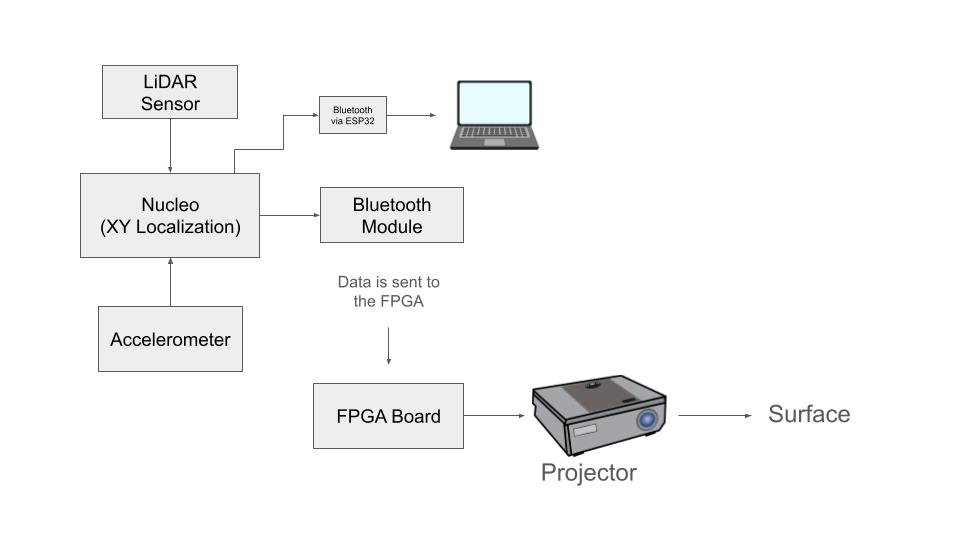 LiDAR
Sensor
Bluetooth
via ESP32
Nucleo
(XY Localization)
Bluetooth
Module
Data is sent to
the FPGA
Accelerometer
FPGA Board
Surface
Projector